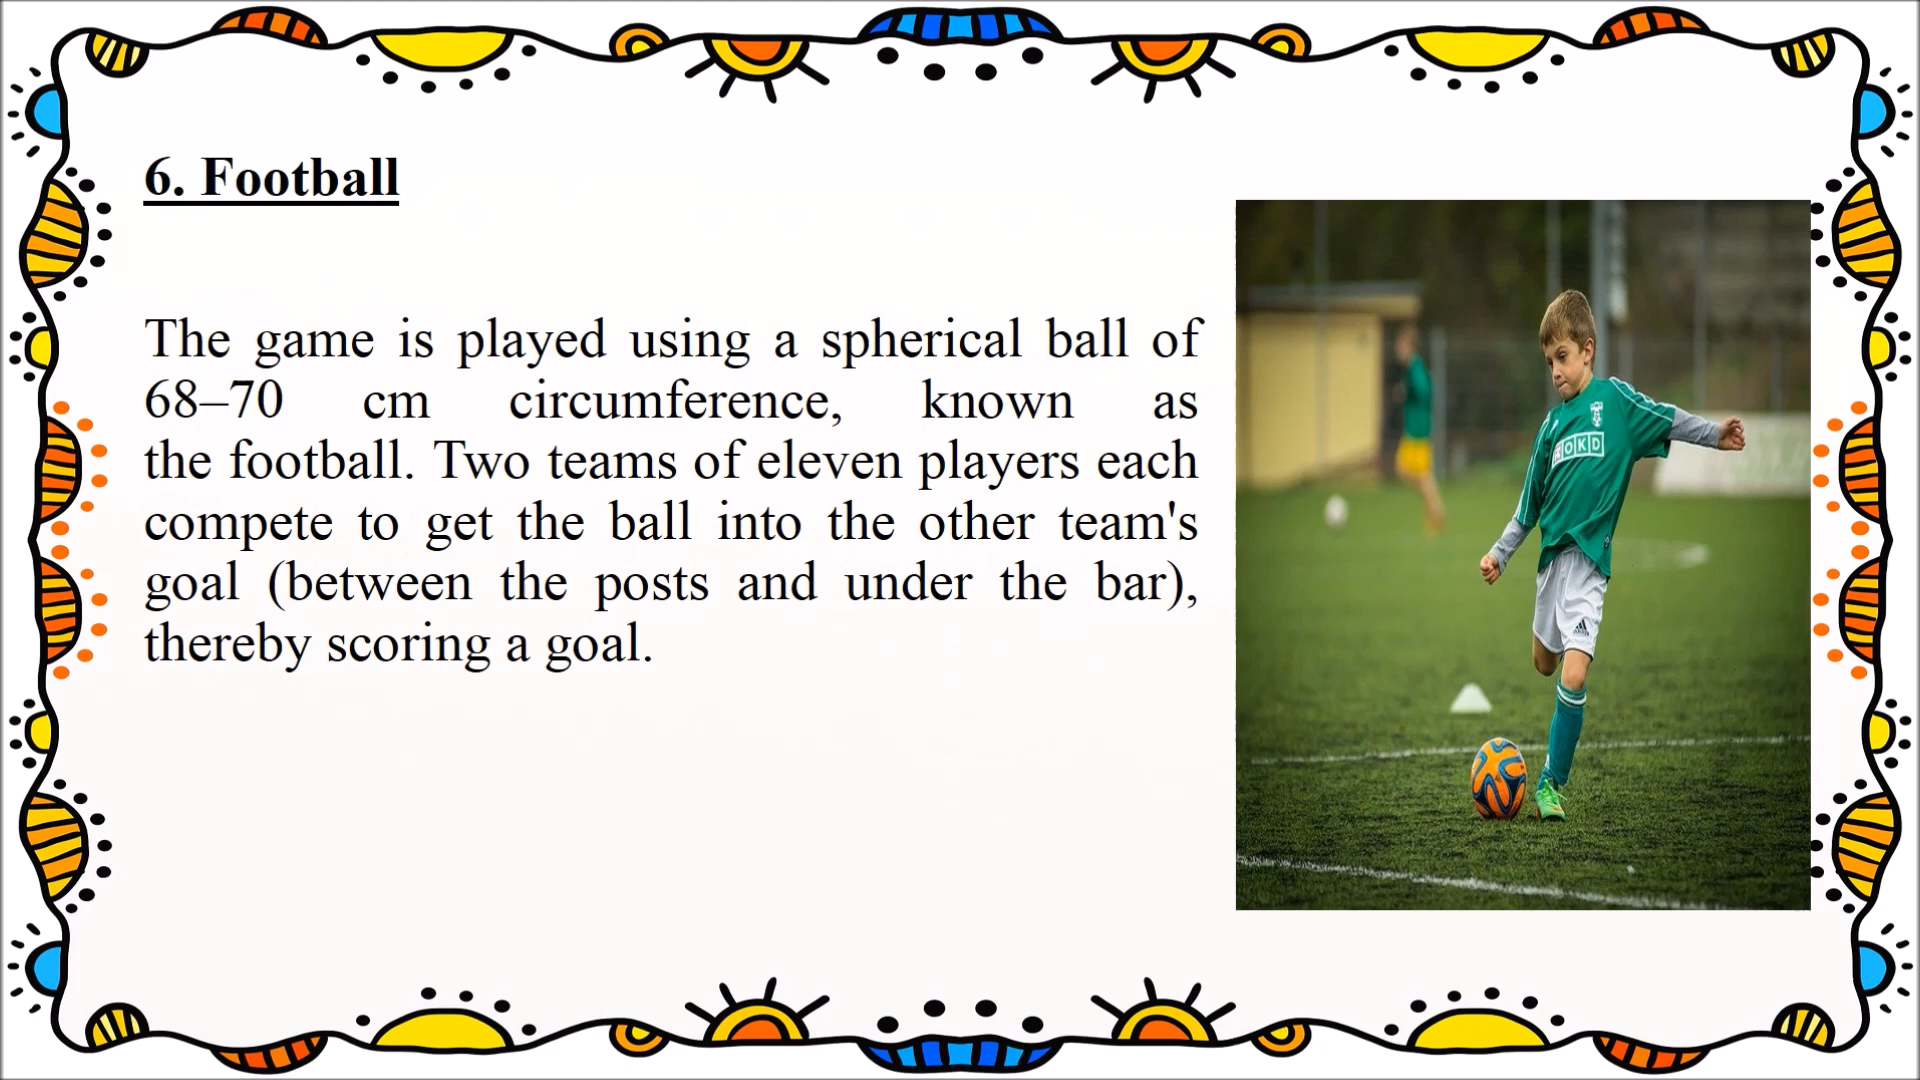 6. Football
The game is played using a spherical ball of
68–70 cm circumference, known as
the football. Two teams of eleven players each
compete to get the ball into the other team's
goal (between the posts and under the bar),
thereby scoring a goal.
OKD